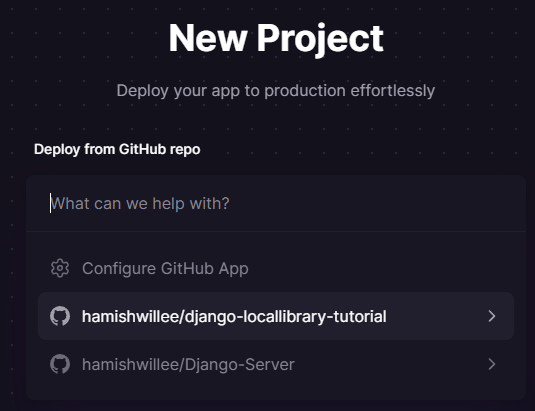 New Project
Deploy your app to production effortlessly
Deploy from GitHub repo
What can we help with?
Configure GitHub App
hamishwillee/django-locallibrary-tutorial
hamishwillee/Django-Server